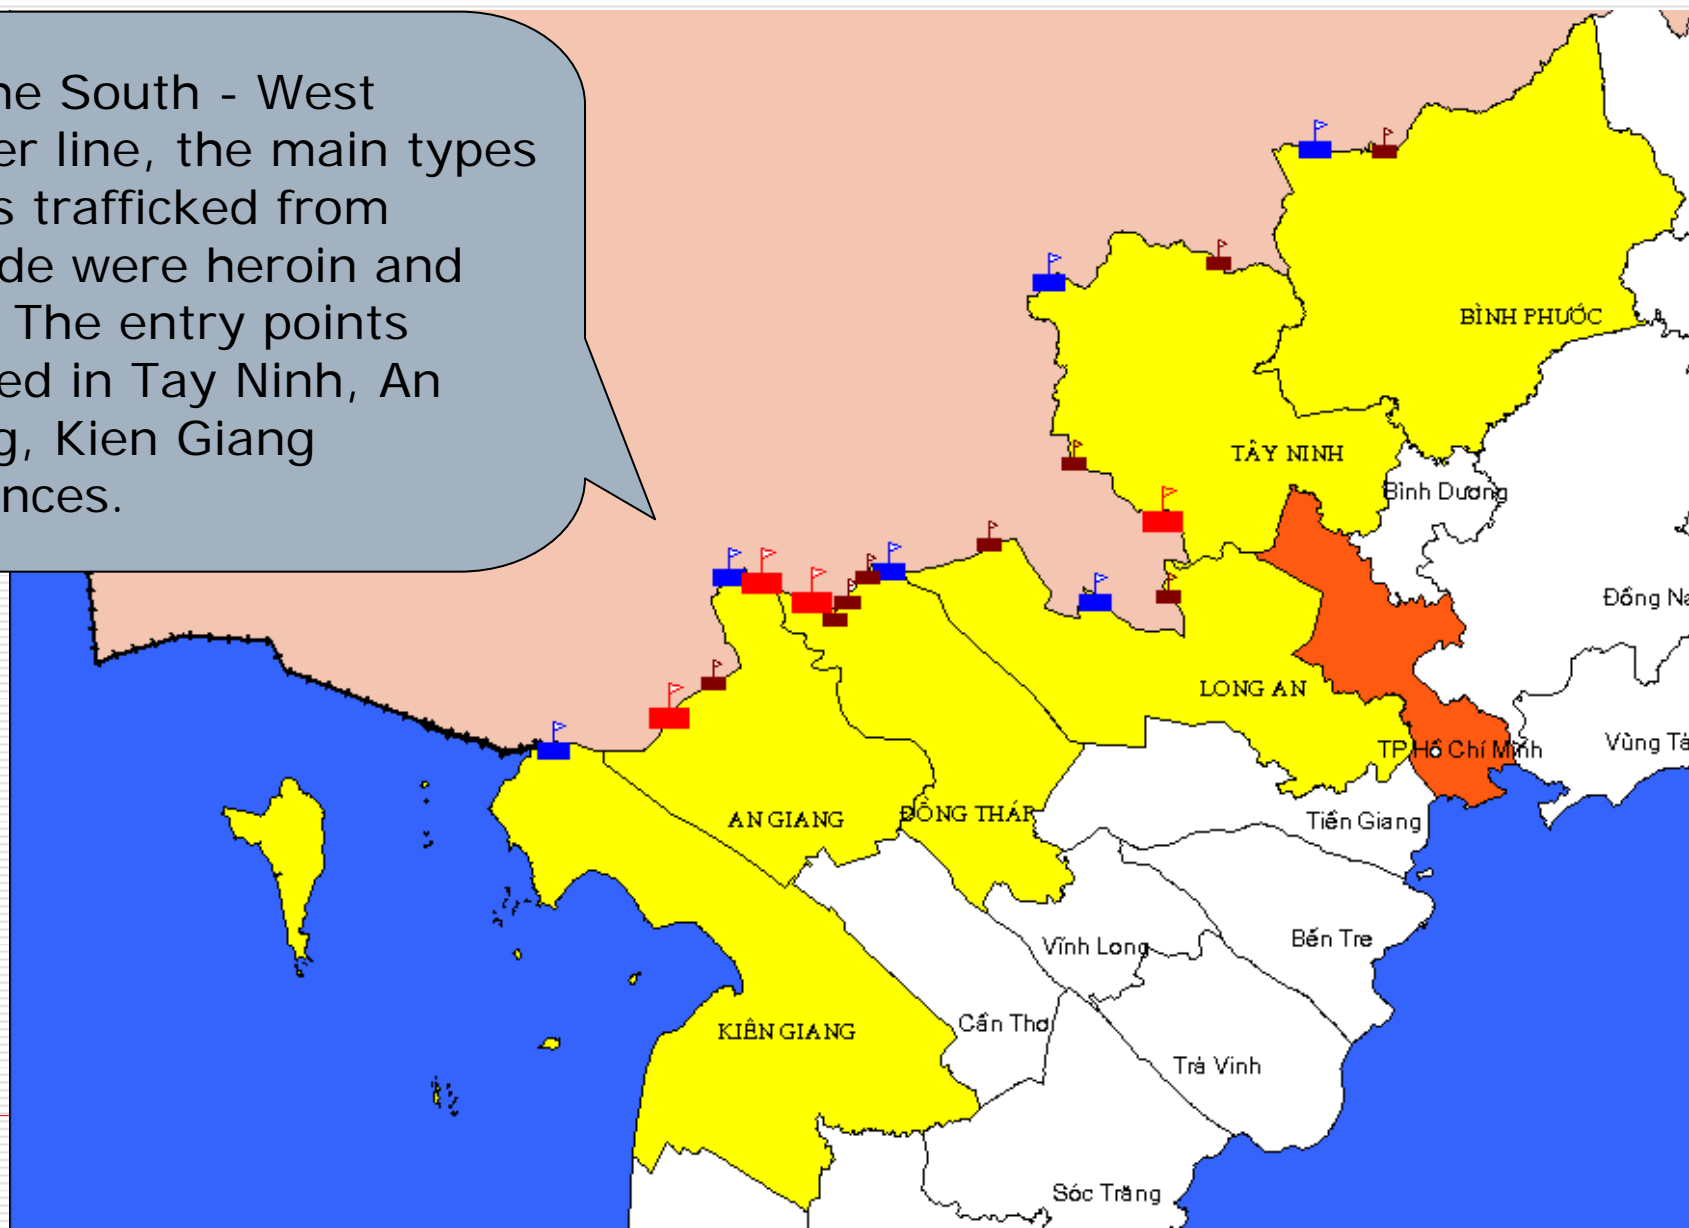 he South - West
er line, the main types
s trafficked from
de were heroin and
The entry points
ed in Tay Ninh, An
g, Kien Giang
nces.
BÌNH PHƯỚC
TÂY NINH
Bình Dương
Đồng Na
LONG AN
TP Hồ Chí Minh
Vũng Tà
AN GIANG
ĐỒNG THÁP
Tiền Giang
Vĩnh Long
Bến Tre
KIÊN GIANG
Cần Thơ
Trà Vinh
Sóc Trăng